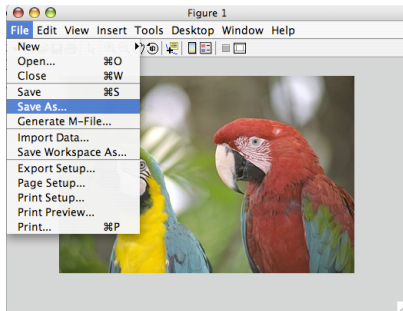 Figure 1
File Edit View Insert Tools Desktop Window Help
New
Open... ⌘O
Close ⌘W
Save ⌘S
Save As...
Generate M-File...
Import Data...
Save Workspace As...
Export Setup...
Page Setup...
Print Setup...
Print Preview...
Print... ⌘P